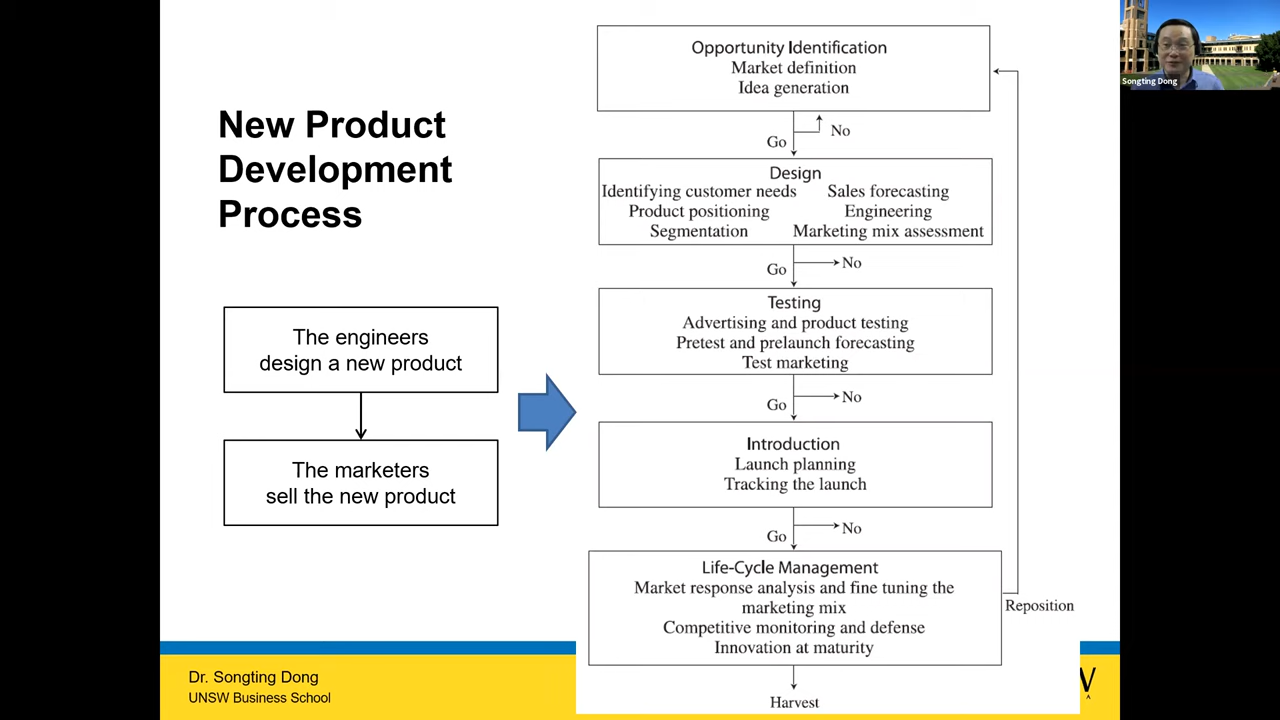 New Product
Development
Process
The engineers
design a new product
The marketers
sell the new product
Opportunity Identification
Market definition
Idea generation
No
Go
Design
Identifying customer needs Sales forecasting
Product positioning Engineering
Segmentation Marketing mix assessment
No
Go
Testing
Advertising and product testing
Pretest and prelaunch forecasting
Test marketing
No
Go
Introduction
Launch planning
Tracking the launch
No
Go
Life-Cycle Management
Market response analysis and fine tuning the
marketing mix
Competitive monitoring and defense
Innovation at maturity
Reposition
Harvest
Dr. Songting Dong
UNSW Business School
Songting Dong